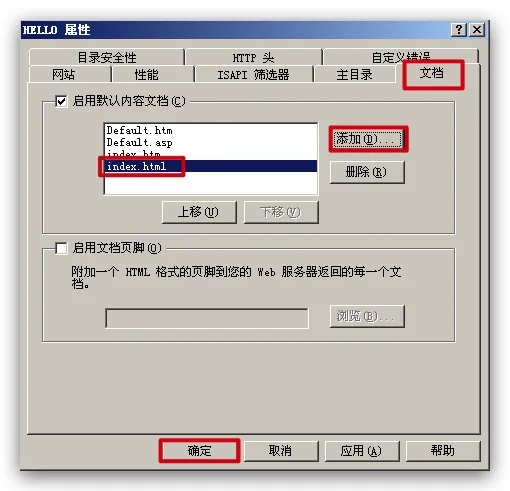 HELLO 属性
目录安全性 HTTP 头 自定义错误
网站 性能 ISAPI 筛选器 主目录 文档
启用默认内容文档(C)
Default.htm
Default.asp
index.htm
index.html
添加(D)...
删除(R)
上移(U) 下移(V)
启用文档页脚(O)
附加一个 HTML 格式的页脚到您的 Web 服务器返回的每一个文
档。
浏览(B)...
确定 取消 应用(A) 帮助